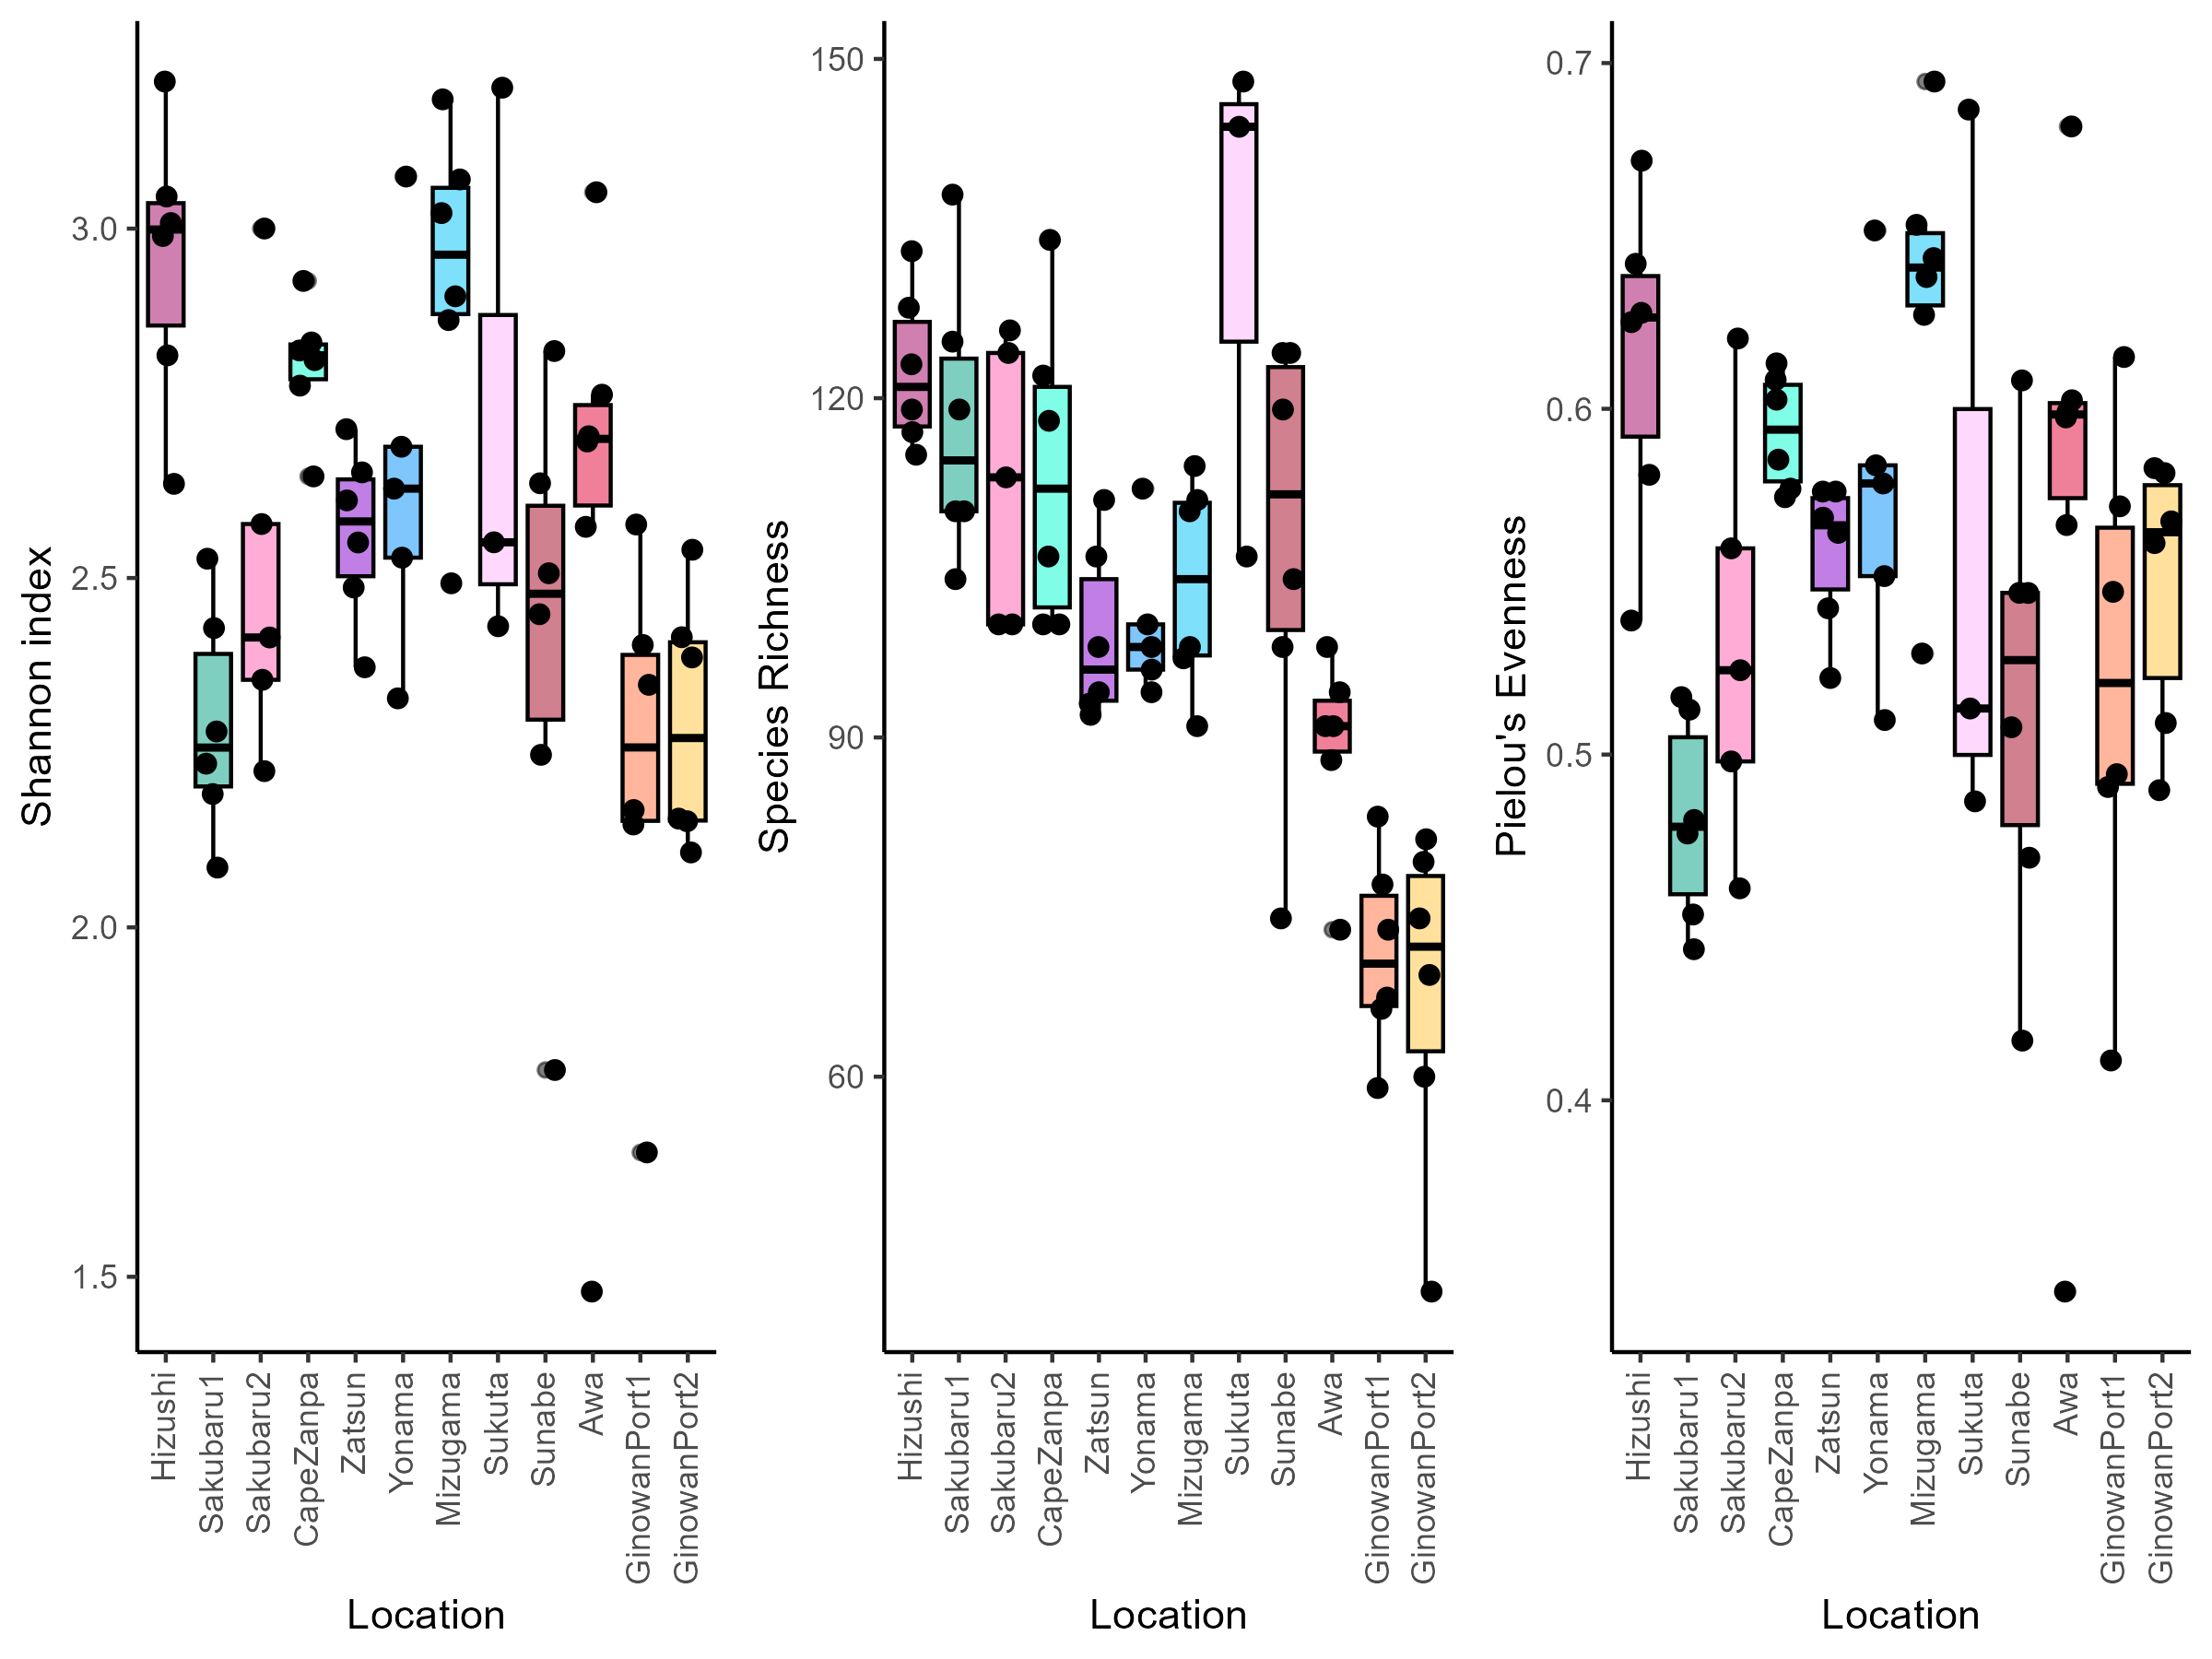 Shannon index
3.0
2.5
2.0
1.5
Hizushi
Sakubaru1
Sakubaru2
CapeZanpa
Zatsun
Yonama
Mizugama
Sukuta
Sunabe
Awa
GinowanPort1
GinowanPort2
Location
Species Richness
150
120
90
60
Hizushi
Sakubaru1
Sakubaru2
CapeZanpa
Zatsun
Yonama
Mizugama
Sukuta
Sunabe
Awa
GinowanPort1
GinowanPort2
Location
Pielou's Evenness
0.7
0.6
0.5
0.4
Hizushi
Sakubaru1
Sakubaru2
CapeZanpa
Zatsun
Yonama
Mizugama
Sukuta
Sunabe
Awa
GinowanPort1
GinowanPort2
Location